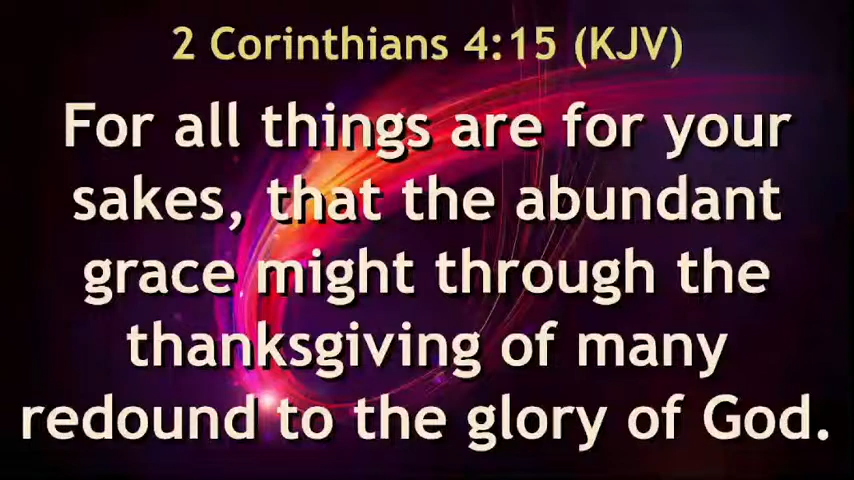 2 Corinthians 4:15 (KJV)
For all things are for your
sakes, that the abundant
grace might through the
thanksgiving of many
redound to the glory of God.